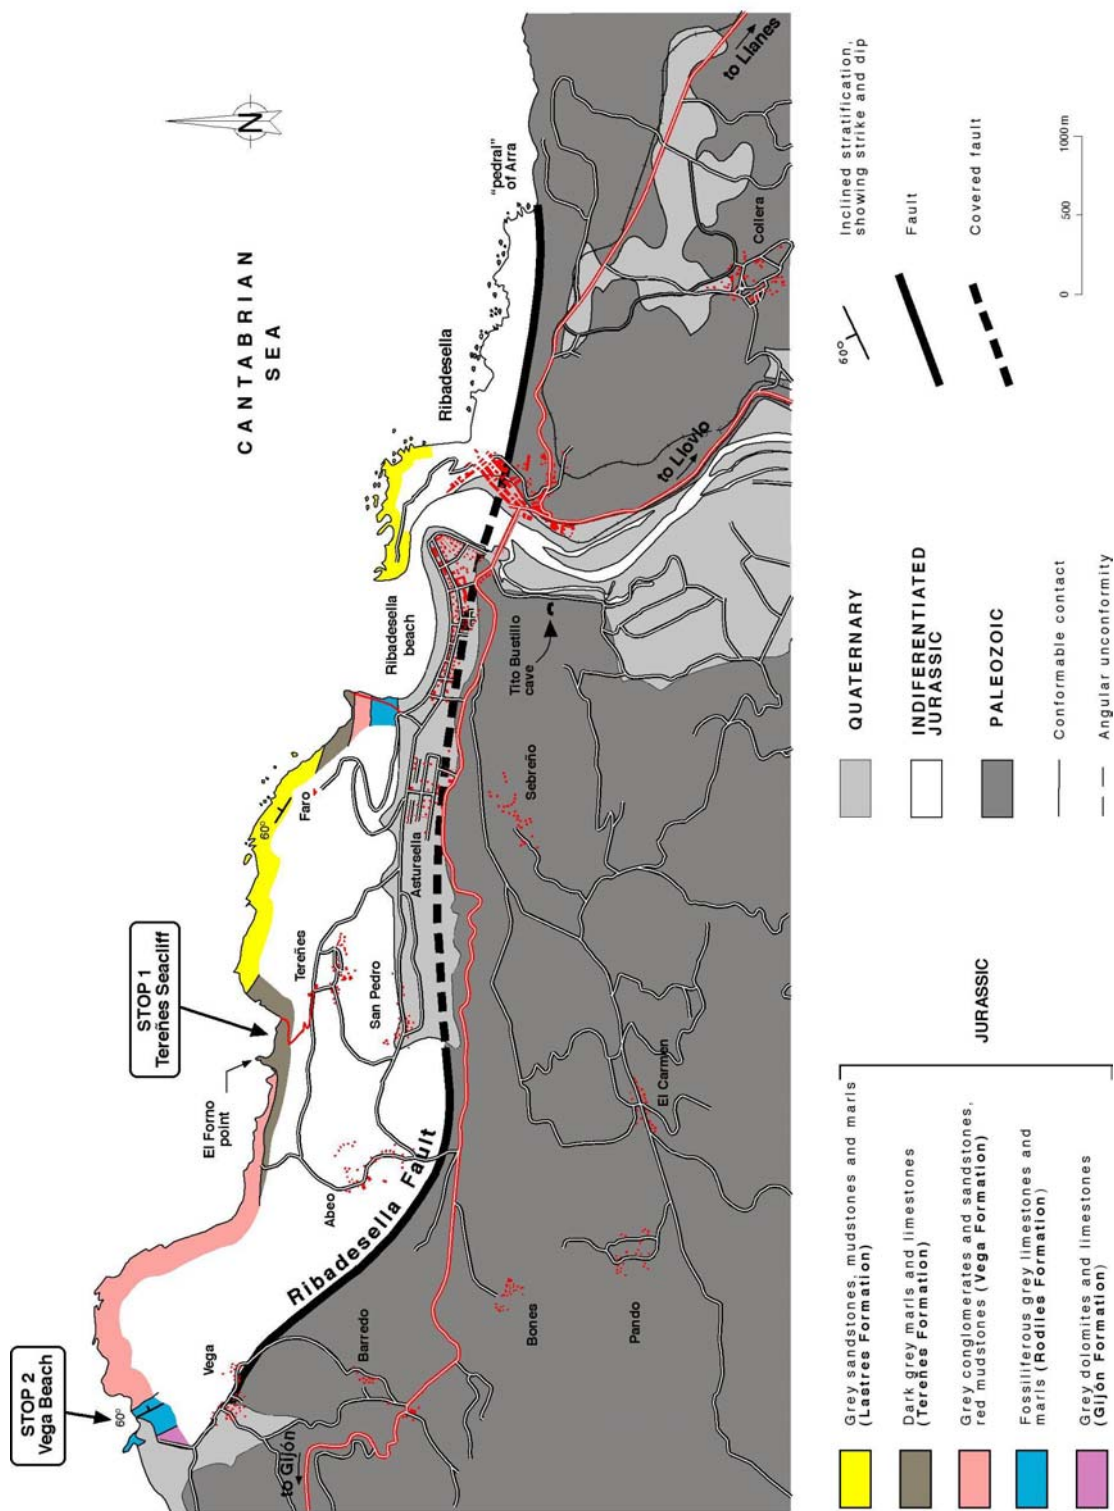 STOP 2
Vega Beach
STOP 1
Tereñes Seacliff
CANTABRIAN
SEA
N
60º
El Forno
point
60º
Faro
Ribadesella
beach
Ribadesella
"pedral"
of Arra
Vega
Abeo
Tereñes
San Pedro
Astursella
Ribadesella Fault
to Gijón
Barredo
Bones
Pando
El Carmen
Sebreño
Tito Bustillo
cave
to Llovio
Collera
to Llanes
Grey sandstones, mudstones and marls
(Lastres Formation)
Dark grey marls and limestones
(Tereñes Formation)
Grey conglomerates and sandstones,
red mudstones (Vega Formation)
Fossiliferous grey limestones and
marls (Rodiles Formation)
Grey dolomites and limestones
(Gijón Formation)
JURASSIC
QUATERNARY
INDIFERENTIATED
JURASSIC
PALEOZOIC
Conformable contact
Angular unconformity
60º
Inclined stratification,
showing strike and dip
Fault
Covered fault
0 500 1000 m